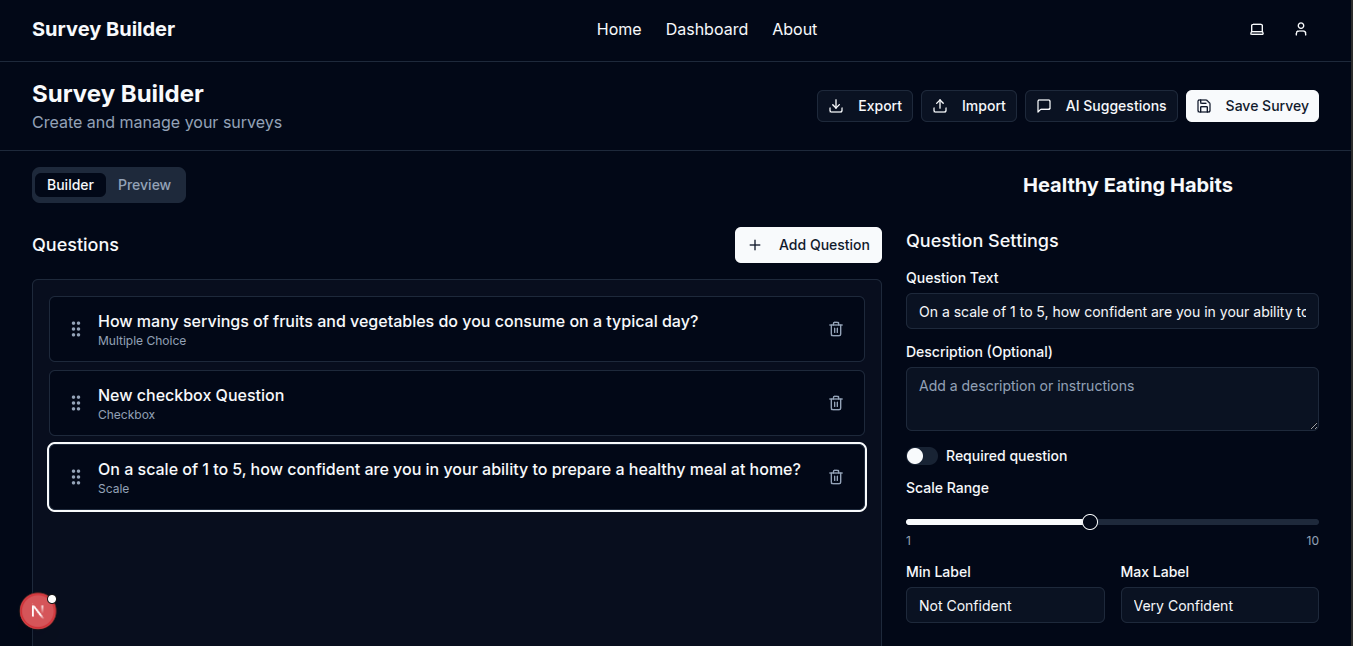 Survey Builder
Home Dashboard About
Survey Builder
Create and manage your surveys
Export Import AI Suggestions Save Survey
Builder Preview
Healthy Eating Habits
Questions
Add Question
How many servings of fruits and vegetables do you consume on a typical day?
Multiple Choice
New checkbox Question
Checkbox
On a scale of 1 to 5, how confident are you in your ability to prepare a healthy meal at home?
Scale
Question Settings
Question Text
On a scale of 1 to 5, how confident are you in your ability to
Description (Optional)
Add a description or instructions
Required question
Scale Range
1 10
Min Label Max Label
Not Confident Very Confident
N